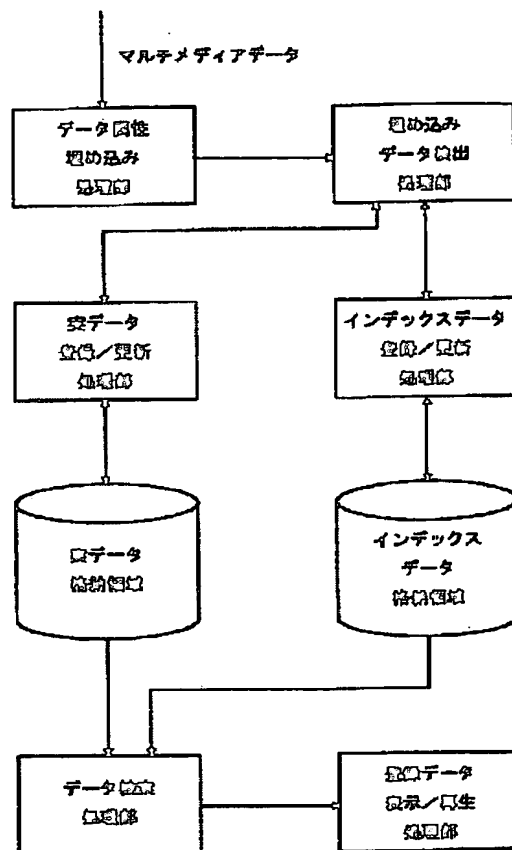 マルチメディアデータ
データ属性
埋め込み
処理部
埋め込み
データ検出
処理部
実データ
登録/更新
処理部
インデックスデータ
登録/更新
処理部
実データ
格納領域
インデックス
データ
格納領域
データ検索
処理部
登録データ
表示/再生
処理部